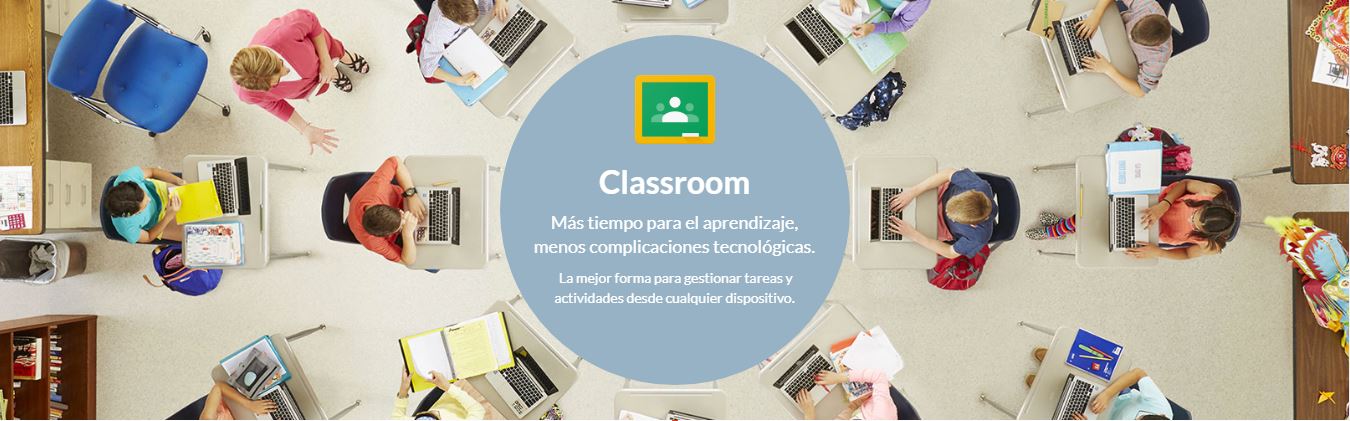 Classroom
Más tiempo para el aprendizaje,
menos complicaciones tecnológicas.
La mejor forma para gestionar tareas y
actividades desde cualquier dispositivo.